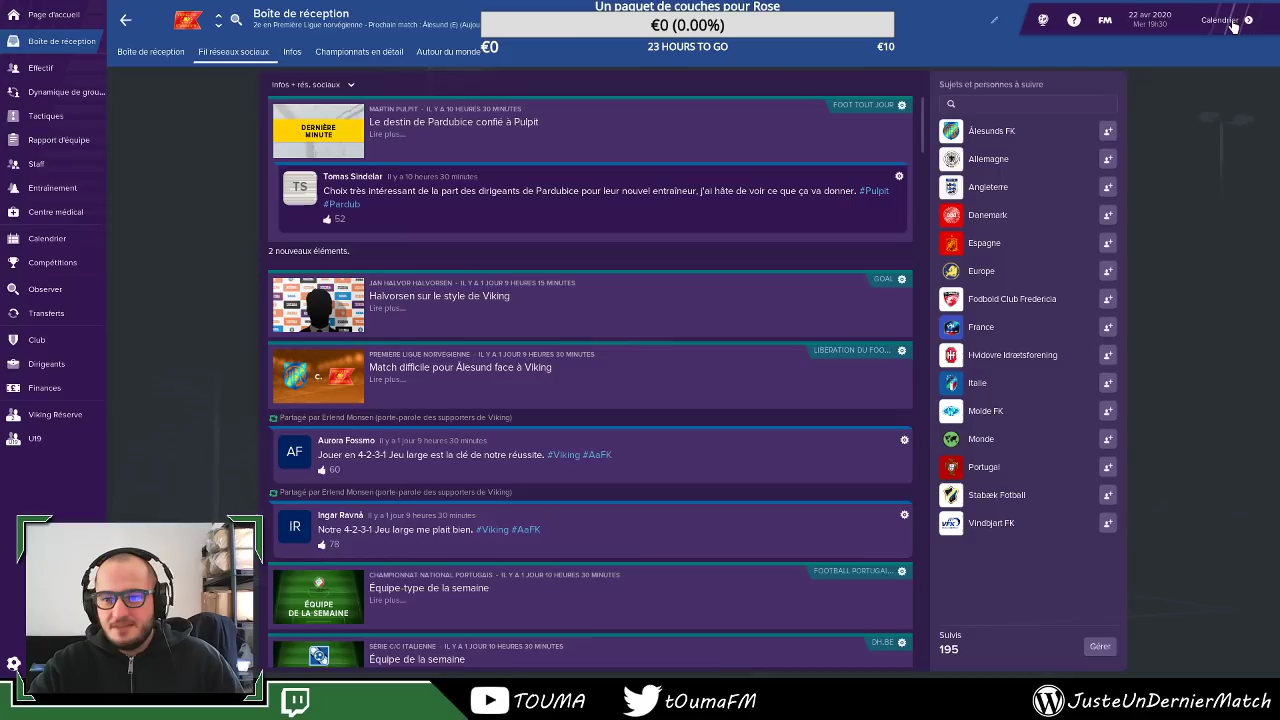 Un paquet de couches pour Rose
€0 (0.00%)
€0
23 HOURS TO GO
€10
Boîte de réception
2e en Première Ligue norvégienne - Prochain match : Ålesund (E) (Aujou
22 avr 2020
Mer 19h30
Calendrier
FM
Boîte de réception
Fil réseaux sociaux
Infos
Championnats en détail
Autour du monde
Boîte de réception
Effectif
Dynamique de grou...
Tactiques
Rapport d'équipe
Staff
Entraînement
Centre médical
Calendrier
Compétitions
Observer
Transferts
Club
Dirigeants
Finances
Viking Réserve
U19
Infos + rés. sociaux
DERNIÈRE
MINUTE
MARTIN PULPIT - IL Y A 10 HEURES 30 MINUTES
FOOT TOUT JOUR
Le destin de Pardubice confié à Pulpit
Lire plus...
TS
Tomas Sindelar Il y a 10 heures 30 minutes
Choix très intéressant de la part des dirigeants de Pardubice pour leur nouvel entraîneur, j'ai hâte de voir ce que ça va donner. #Pulpit
#Pardub
52
2 nouveaux éléments.
JAN HALVOR HALVORSEN - IL Y A 1 JOUR 9 HEURES 15 MINUTES
GOAL
Halvorsen sur le style de Viking
Lire plus...
PREMIÈRE LIGUE NORVÉGIENNE - IL Y A 1 JOUR 9 HEURES 30 MINUTES
LIBÉRATION DU FOO...
Match difficile pour Ålesund face à Viking
Lire plus...
c.
Partagé par Erlend Monsen (porte-parole des supporters de Viking)
AF
Aurora Fossmo Il y a 1 jour 9 heures 30 minutes
Jouer en 4-2-3-1 Jeu large est la clé de notre réussite. #Viking #AaFK
60
Partagé par Erlend Monsen (porte-parole des supporters de Viking)
IR
Ingar Ravnå Il y a 1 jour 9 heures 30 minutes
Notre 4-2-3-1 Jeu large me plaît bien. #Viking #AaFK
78
CHAMPIONNAT NATIONAL PORTUGAIS - IL Y A 1 JOUR 10 HEURES 30 MINUTES
FOOTBALL PORTUGAI...
Équipe-type de la semaine
Lire plus...
ÉQUIPE
DE LA SEMAINE
SÉRIE C/C ITALIENNE - IL Y A 1 JOUR 10 HEURES 30 MINUTES
DH.BE
Équipe de la semaine
Sujets et personnes à suivre
Ålesunds FK
Allemagne
Angleterre
Danemark
Espagne
Europe
Fodbold Club Fredericia
France
Hvidovre Idrætsforening
Italie
Molde FK
Monde
Portugal
Stabæk Fotball
Vindbjart FK
Suivis
195
Gérer
TOUMA
tOumaFM
JusteUnDernierMatch